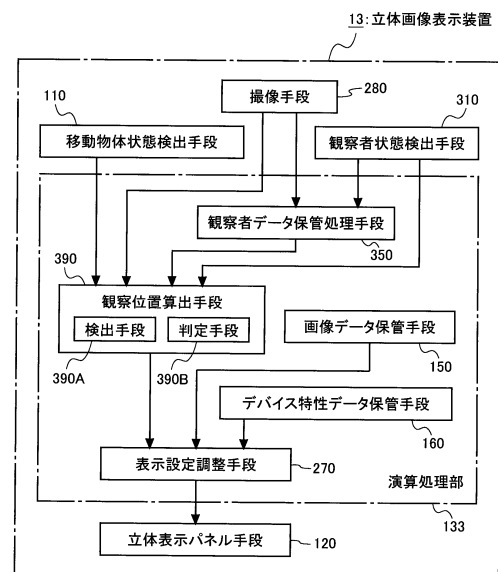 13:立体画像表示装置
280
撮像手段
110
移動物体状態検出手段
310
観察者状態検出手段
観察者データ保管処理手段
350
390
観察位置算出手段
検出手段
判定手段
390A
390B
画像データ保管手段
150
デバイス特性データ保管手段
160
表示設定調整手段
270
演算処理部
133
立体表示パネル手段
120